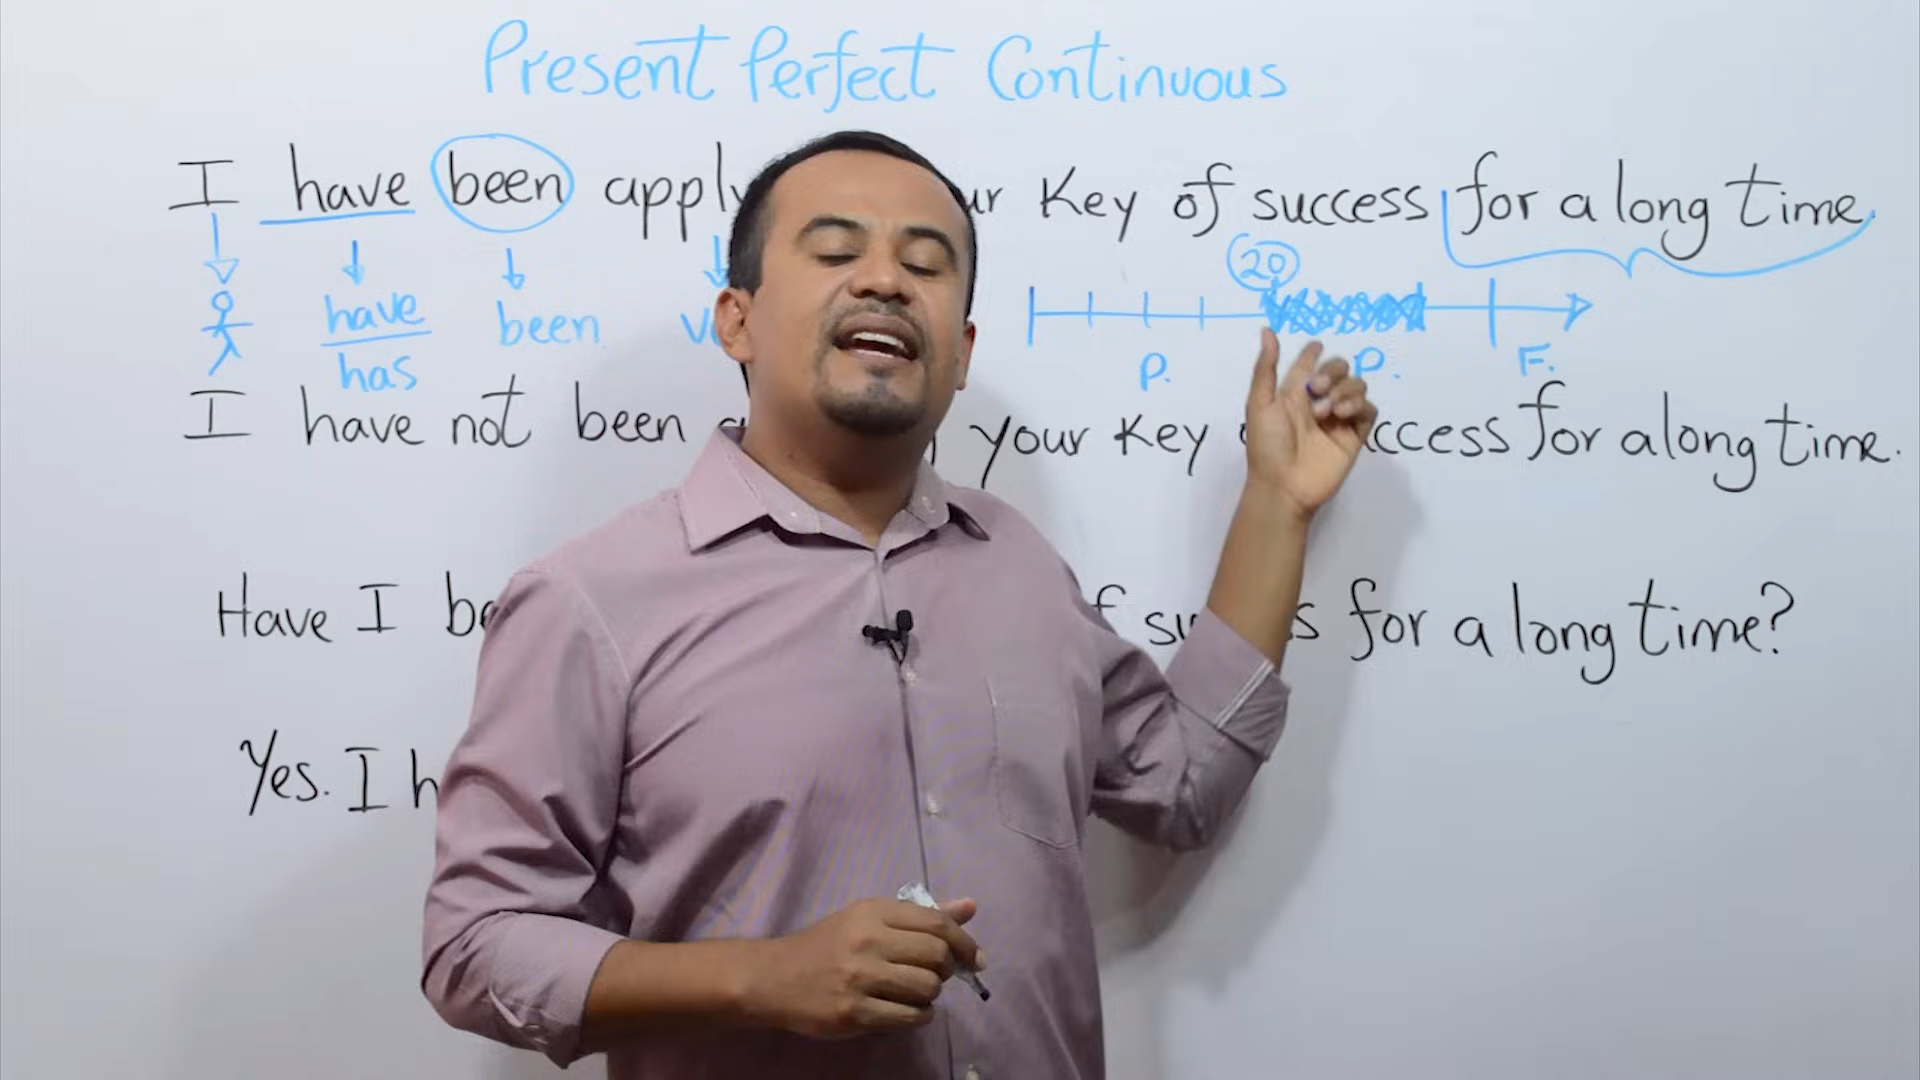 Present Perfect Continuous
I have been apply ur Key of success for a long time
20
have been
has
P. P. F.
I have not been your Key ccess for a long time.
Have I be f su s for a long time?
Yes. I h